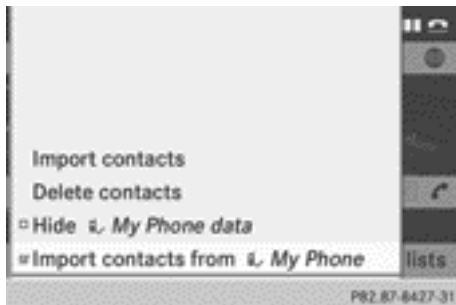 Import contacts
Delete contacts
Hide My Phone data
Import contacts from My Phone
lists
P82.87-8427-31